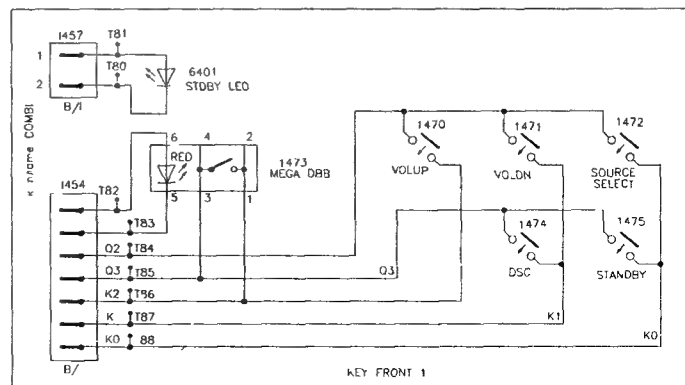 1457
T81
1
T80
2
6401
STDBY LED
B/I
COMBI
6 4 2
RED
1473
MEGA DBB
5 3 1
1454
T82
T83
Q2 T84
Q3 T85
K2 T86
K T87
K0 88
B/
1470
VOLUP
1471
VOLDN
1472
SOURCE
SELECT
1474
DSC
1475
STANDBY
Q3
K1
K0
KEY FRONT 1